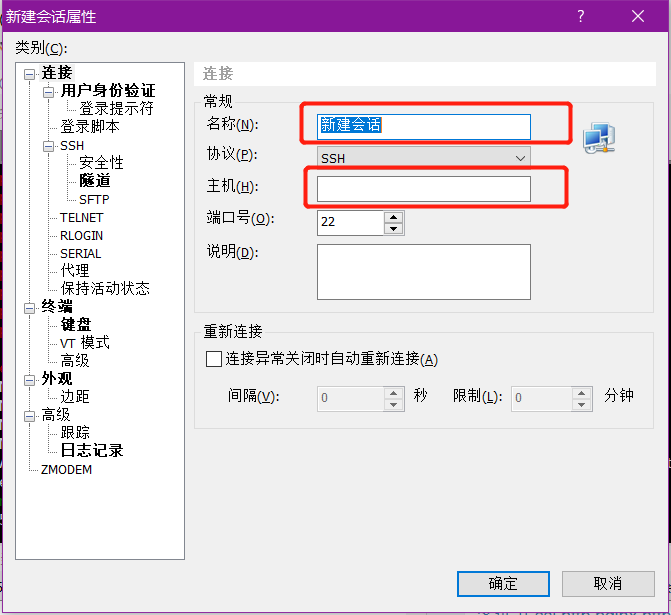 新建会话属性
类别(C):
连接
用户身份验证
登录提示符
登录脚本
SSH
安全性
隧道
SFTP
TELNET
RLOGIN
SERIAL
代理
保持活动状态
终端
键盘
VT 模式
高级
外观
边距
高级
跟踪
日志记录
ZMODEM
连接
常规
名称(N):
新建会话
协议(P):
SSH
主机(H):
端口号(O):
22
说明(D):
重新连接
连接异常关闭时自动重新连接(A)
间隔(V):
0
秒
限制(L):
0
分钟
确定
取消